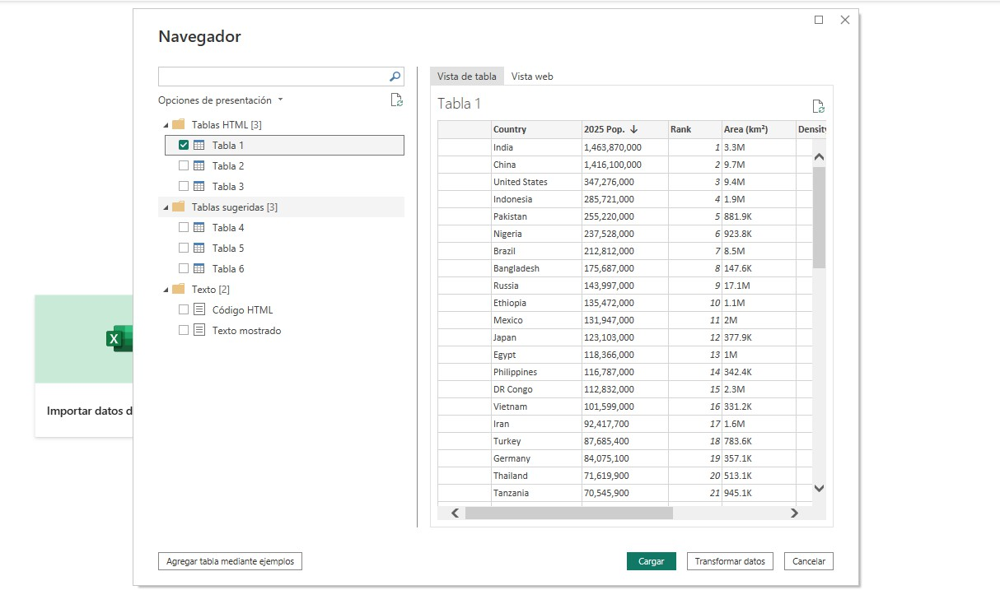 Navegador
Opciones de presentación
Tablas HTML [3]
Tabla 1
Tabla 2
Tabla 3
Tablas sugeridas [3]
Tabla 4
Tabla 5
Tabla 6
Texto [2]
Código HTML
Texto mostrado
Importar datos d
Vista de tabla Vista web
Tabla 1
Country 2025 Pop. ↓ Rank Area (km²) Density
India 1,463,870,000 1 3.3M
China 1,416,100,000 2 9.7M
United States 347,276,000 3 9.4M
Indonesia 285,721,000 4 1.9M
Pakistan 255,220,000 5 881.9K
Nigeria 237,528,000 6 923.8K
Brazil 212,812,000 7 8.5M
Bangladesh 175,687,000 8 147.6K
Russia 143,997,000 9 17.1M
Ethiopia 135,472,000 10 1.1M
Mexico 131,947,000 11 2M
Japan 123,103,000 12 377.9K
Egypt 118,366,000 13 1M
Philippines 116,787,000 14 342.4K
DR Congo 112,832,000 15 2.3M
Vietnam 101,599,000 16 331.2K
Iran 92,417,700 17 1.6M
Turkey 87,685,400 18 783.6K
Germany 84,075,100 19 357.1K
Thailand 71,619,900 20 513.1K
Tanzania 70,545,900 21 945.1K
Agregar tabla mediante ejemplos Cargar Transformar datos Cancelar